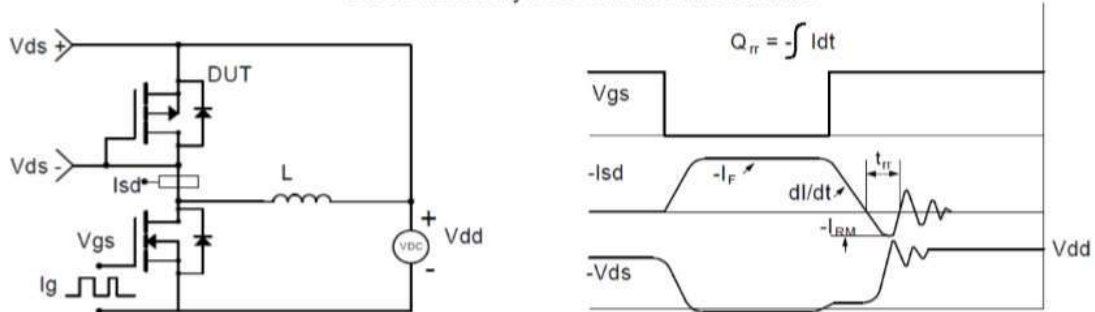 Vds +
DUT
Vds -
Isd
L
Vgs
Ig
+
VDC
-
Vdd
Qrr = -∫ Idt
Vgs
-Isd
-IF
dI/dt
trr
-IRM
Vdd
-Vds